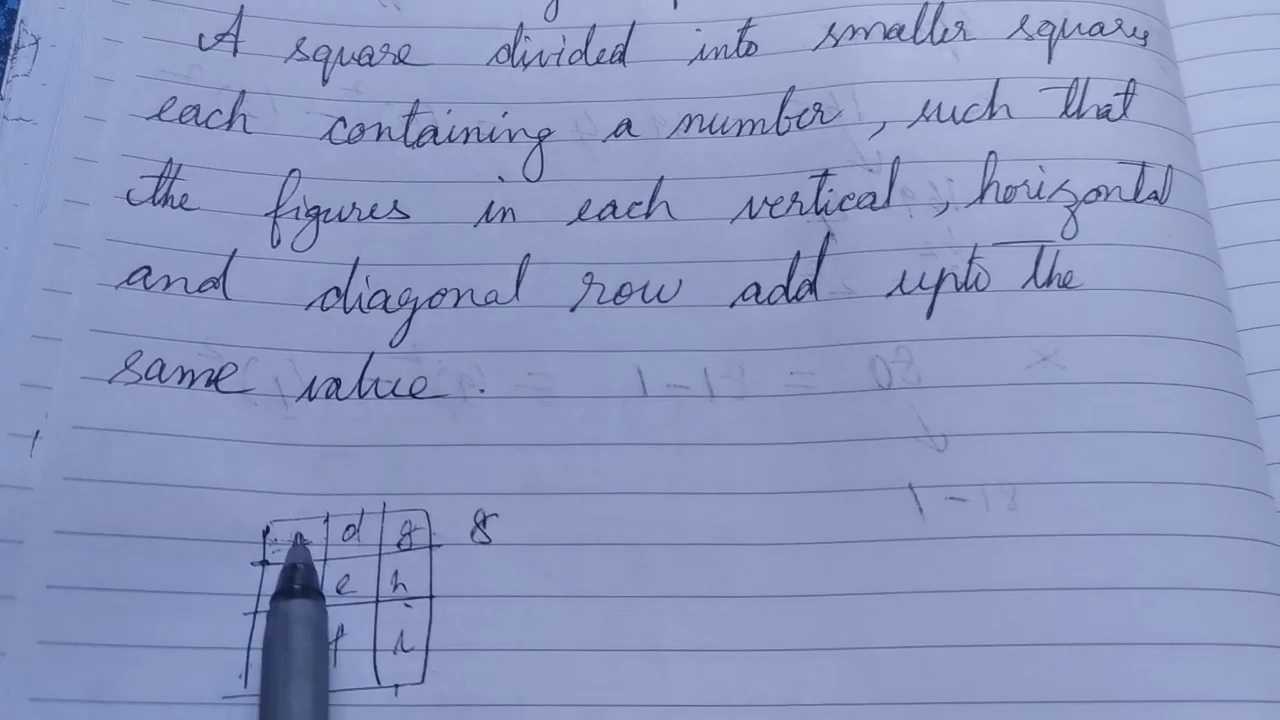 A square divided into smaller squares
each containing a number, such that
the figures in each vertical, horizontal
and diagonal row add upto the
same value.
d g g
e h
f i